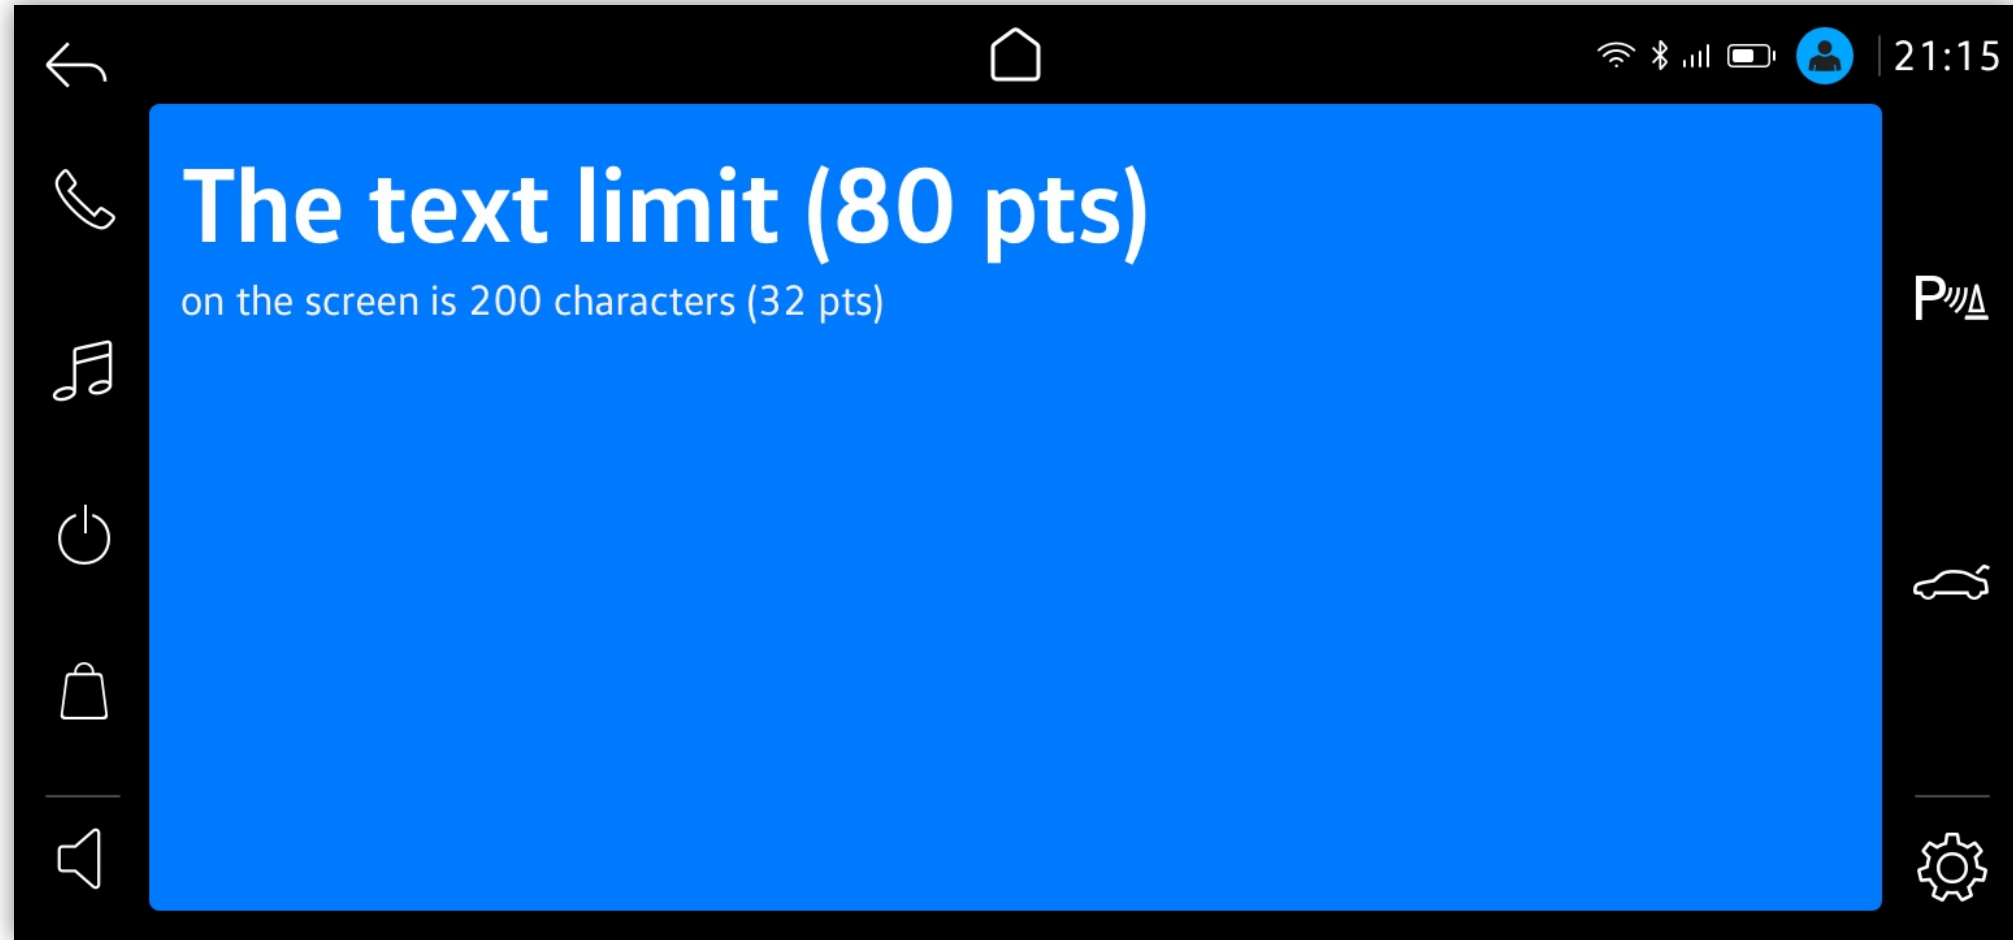 21:15
The text limit (80 pts)
on the screen is 200 characters (32 pts)
P